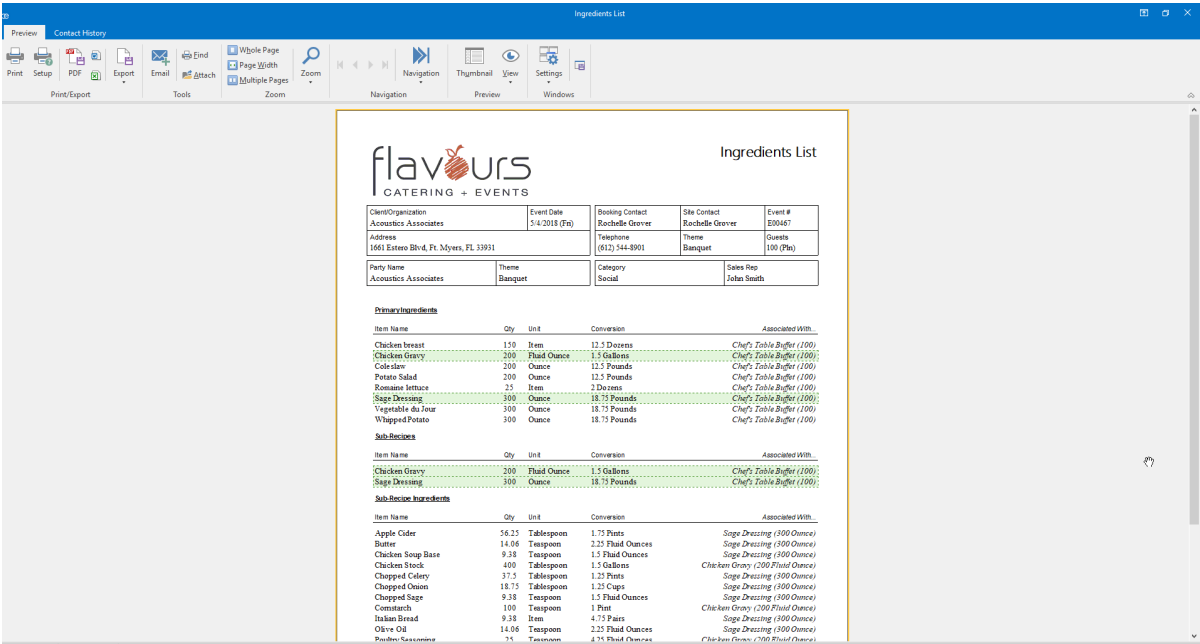 Ingredients List
Preview Contact History
Print Setup PDF Export Email Find Attach Whole Page Page Width Multiple Pages Zoom Navigation Thumbnail View Settings
Print/Export Tools Zoom Navigation Preview Windows
flavours
CATERING + EVENTS
Ingredients List
Client/Organization Event Date Booking Contact Site Contact Event #
Acoustics Associates 5/4/2018 (Fri) Rochelle Grover Rochelle Grover E00467
Address Telephone Theme Guests
1661 Estero Blvd, Ft. Myers, FL 33931 (612) 544-8901 Banquet 100 (Pln)
Party Name Theme Category Sales Rep
Acoustics Associates Banquet Social John Smith
Primary Ingredients
Item Name Qty Unit Conversion Associated With...
Chicken breast 150 Item 12.5 Dozens Chef's Table Buffet (100)
Chicken Gravy 200 Fluid Ounce 1.5 Gallons Chef's Table Buffet (100)
Coleslaw 200 Ounce 12.5 Pounds Chef's Table Buffet (100)
Potato Salad 200 Ounce 12.5 Pounds Chef's Table Buffet (100)
Romaine lettuce 25 Item 2 Dozens Chef's Table Buffet (100)
Sage Dressing 300 Ounce 18.75 Pounds Chef's Table Buffet (100)
Vegetable du Jour 300 Ounce 18.75 Pounds Chef's Table Buffet (100)
Whipped Potato 300 Ounce 18.75 Pounds Chef's Table Buffet (100)
Sub-Recipes
Item Name Qty Unit Conversion Associated With...
Chicken Gravy 200 Fluid Ounce 1.5 Gallons Chef's Table Buffet (100)
Sage Dressing 300 Ounce 18.75 Pounds Chef's Table Buffet (100)
Sub-Recipe Ingredients
Item Name Qty Unit Conversion Associated With...
Apple Cider 56.25 Tablespoon 1.75 Pints Sage Dressing (300 Ounce)
Butter 14.06 Teaspoon 2.25 Fluid Ounces Sage Dressing (300 Ounce)
Chicken Soup Base 9.38 Teaspoon 1.5 Fluid Ounces Sage Dressing (300 Ounce)
Chicken Stock 400 Tablespoon 1.5 Gallons Chicken Gravy (200 Fluid Ounce)
Chopped Celery 37.5 Tablespoon 1.25 Pints Sage Dressing (300 Ounce)
Chopped Onion 18.75 Tablespoon 1.25 Cups Sage Dressing (300 Ounce)
Chopped Sage 9.38 Teaspoon 1.5 Fluid Ounces Sage Dressing (300 Ounce)
Cornstarch 100 Teaspoon 1 Pint Chicken Gravy (200 Fluid Ounce)
Italian Bread 9.38 Item 4.75 Pairs Sage Dressing (300 Ounce)
Olive Oil 14.06 Teaspoon 2.25 Fluid Ounces Sage Dressing (300 Ounce)
Poultry Seasoning 25 Teaspoon 4.25 Fluid Ounces Chicken Gravy (200 Fluid Ounce)